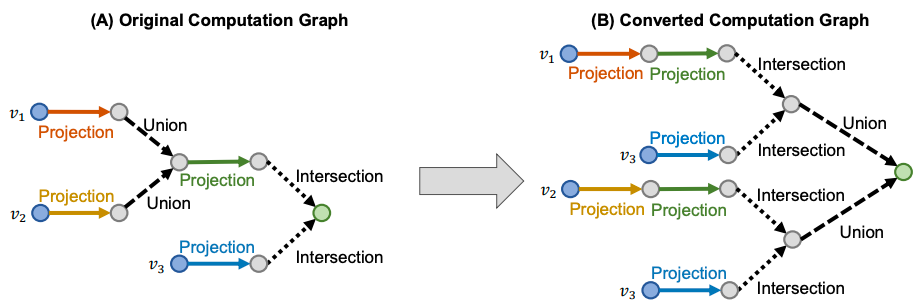 (A) Original Computation Graph
v1
Projection
Union
Projection
v2
Projection
Union
Intersection
Projection
v3
Intersection
(B) Converted Computation Graph
v1
Projection
Projection
Intersection
Projection
v3
Intersection
Union
v2
Projection
Projection
Intersection
Union
Projection
v3
Intersection